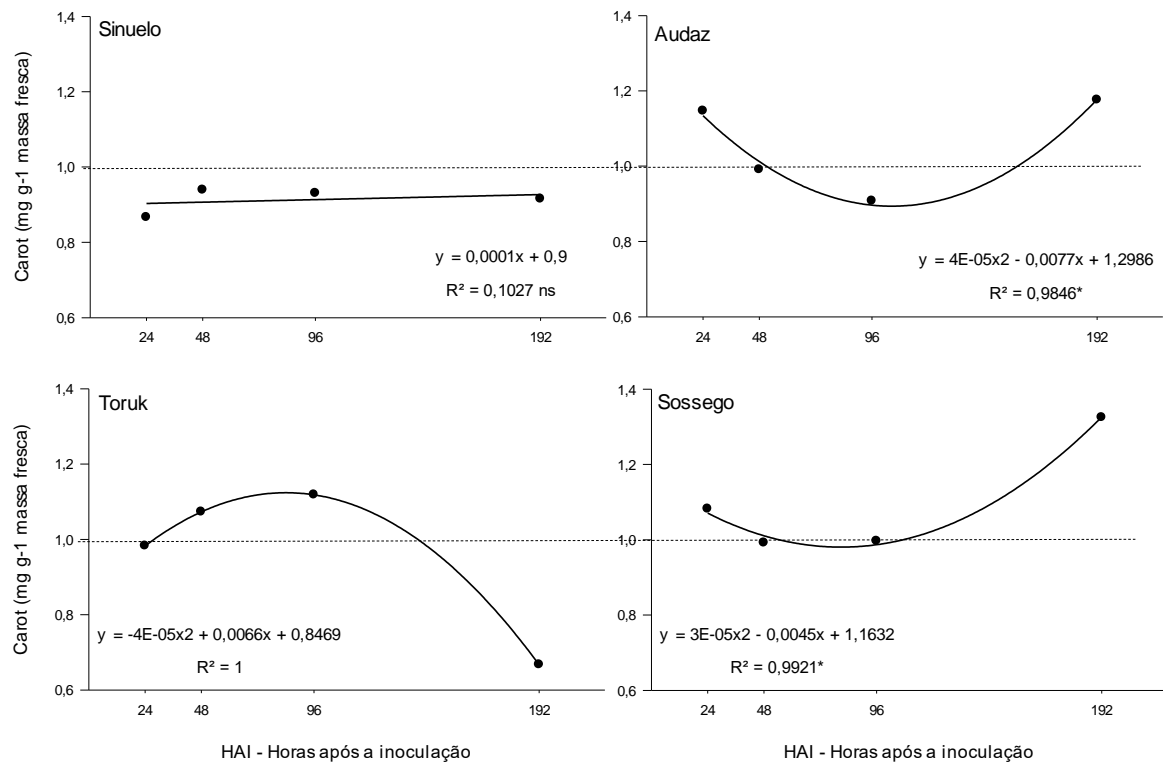 Sinuelo
Carot (mg g-1 massa fresca)
1,4
1,2
1,0
0,8
0,6
y = 0,0001x + 0,9
R² = 0,1027 ns
24 48 96 192
Audaz
1,4
1,2
1,0
0,8
0,6
y = 4E-05x2 - 0,0077x + 1,2986
R² = 0,9846*
24 48 96 192
Toruk
Carot (mg g-1 massa fresca)
1,4
1,2
1,0
0,8
0,6
y = -4E-05x2 + 0,0066x + 0,8469
R² = 1
24 48 96 192
HAI - Horas após a inoculação
Sossego
1,4
1,2
1,0
0,8
0,6
y = 3E-05x2 - 0,0045x + 1,1632
R² = 0,9921*
24 48 96 192
HAI - Horas após a inoculação